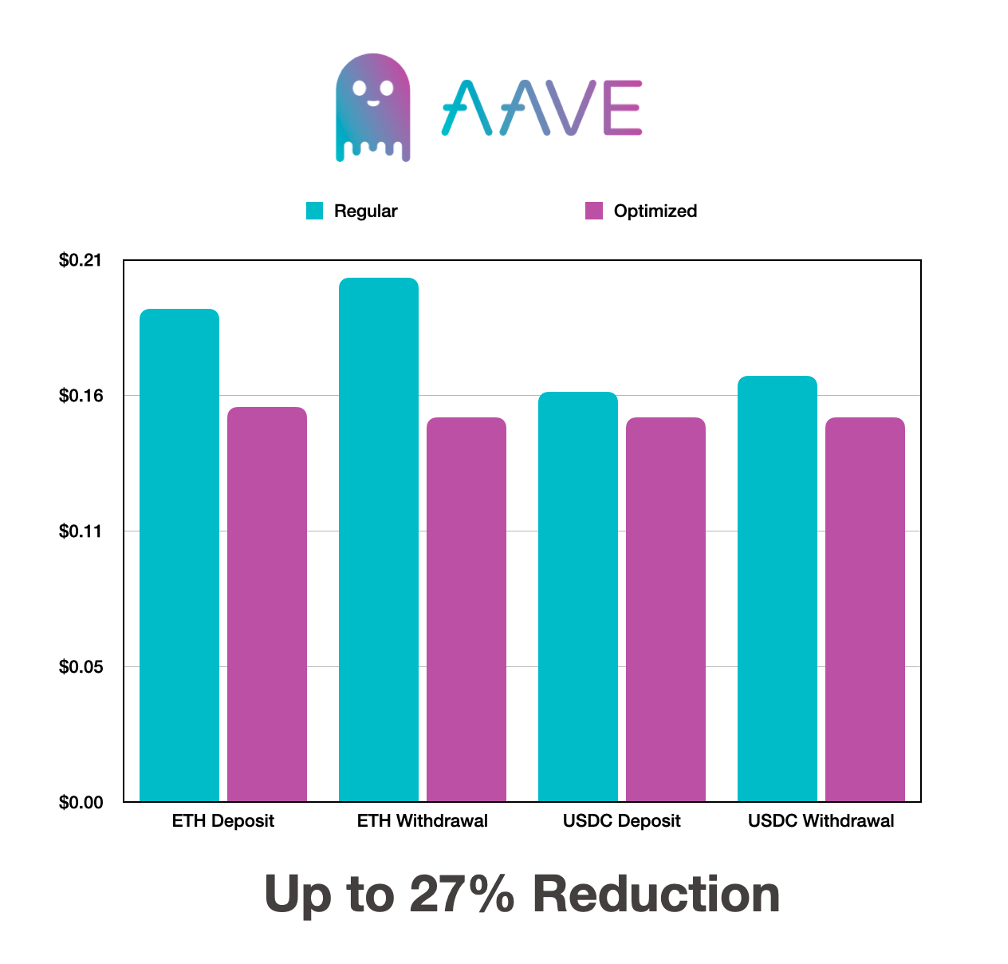 AAVE
Regular Optimized
$0.21
$0.16
$0.11
$0.05
$0.00
ETH Deposit ETH Withdrawal USDC Deposit USDC Withdrawal
Up to 27% Reduction